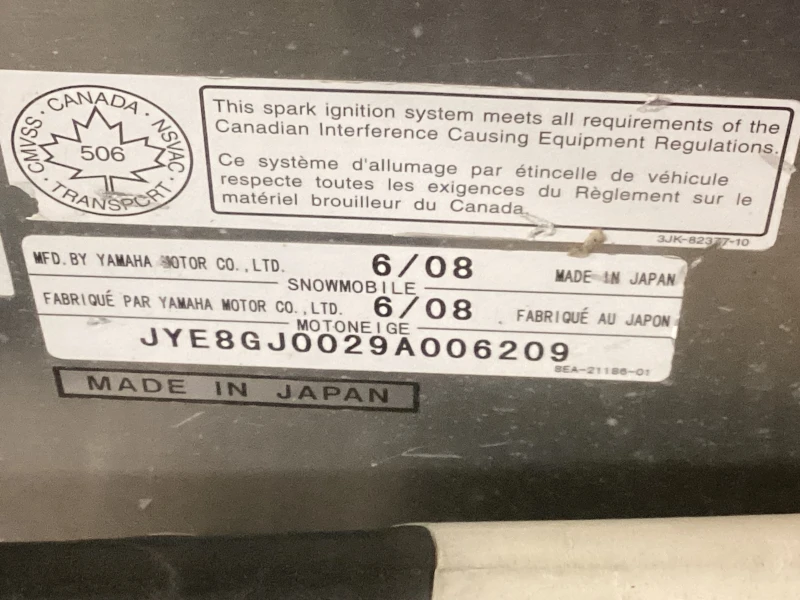 CMVSS · CANADA · NSVAC · TRANSPORT ·
506
This spark ignition system meets all requirements of the
Canadian Interference Causing Equipment Regulations.
Ce système d'allumage par étincelle de véhicule
respecte toutes les exigences du Règlement sur le
matériel brouilleur du Canada
3JK-82377-10
MFD. BY YAMAHA MOTOR CO., LTD. 6/08 MADE IN JAPAN
SNOWMOBILE
FABRIQUÉ PAR YAMAHA MOTOR CO., LTD. 6/08 FABRIQUÉ AU JAPON
MOTONEIGE
JYE8GJ0029A006209
8EA-21186-01
MADE IN JAPAN